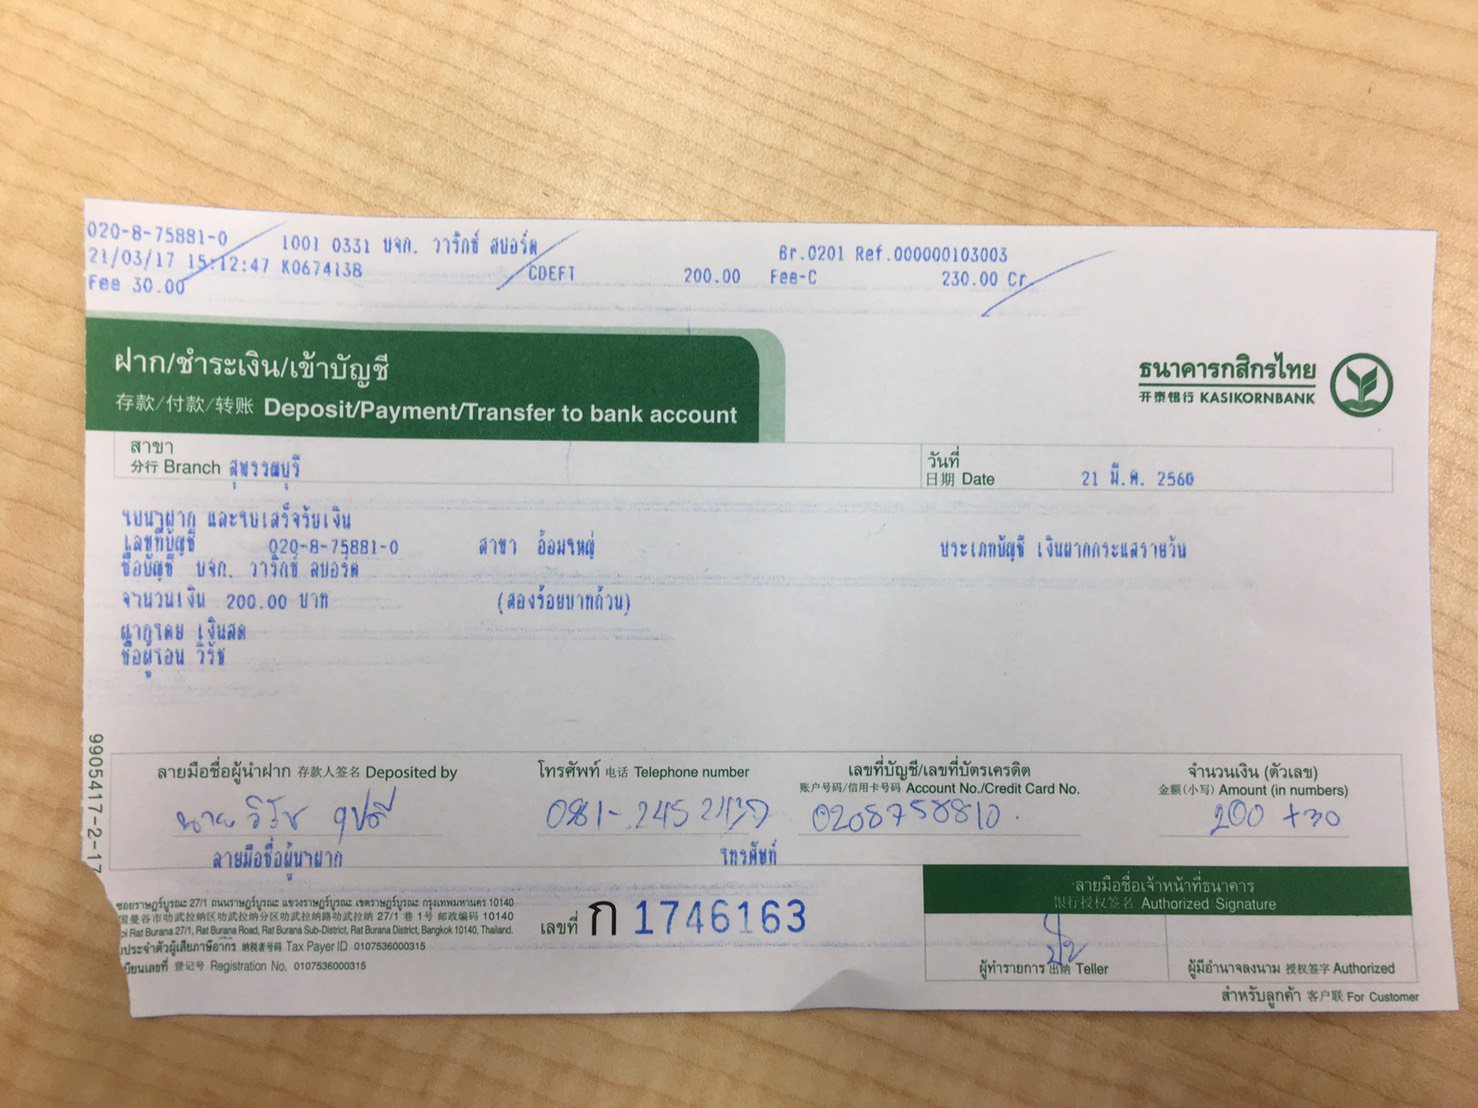 020-8-75881-0 1001 0331 บจก. วาริกซ์ สปอร์ต Br.0201 Ref.000000103003
21/03/17 15:12:47 K0674138 CDEFT 200.00 Fee-C 230.00 Cr
Fee 30.00
ฝาก/ชำระเงิน/เข้าบัญชี
存款/付款/转账 Deposit/Payment/Transfer to bank account
ธนาคารกสิกรไทย
开泰银行 KASIKORNBANK
สาขา
分行 Branch สุพรรณบุรี
วันที่
日期 Date 21 มี.ค. 2560
ใบนำฝาก และใบเสร็จรับเงิน
เลขที่บัญชี 020-8-75881-0 สาขา อ้อมใหญ่ ประเภทบัญชี เงินฝากกระแสรายวัน
ชื่อบัญชี บจก. วาริกซ์ สปอร์ต
จำนวนเงิน 200.00 บาท (สองร้อยบาทถ้วน)
ฝากโดย เงินสด
ชื่อผู้โอน วิรัช
9905417-2-17
ลายมือชื่อผู้นำฝาก 存款人签名 Deposited by
นาย วิรัช
ลายมือชื่อผู้นำฝาก
โทรศัพท์ 电话 Telephone number
081-245
โทรศัพท์
เลขที่บัญชี/เลขที่บัตรเครดิต
账户号码/信用卡号码 Account No./Credit Card No.
0208758810.
จำนวนเงิน (ตัวเลข)
金额(小写) Amount (in numbers)
200 +30
ซอยราษฎร์บูรณะ 27/1 ถนนราษฎร์บูรณะ แขวงราษฎร์บูรณะ เขตราษฎร์บูรณะ กรุงเทพมหานคร 10140
国曼谷市叻武拉纳区叻武拉纳分区叻武拉纳路叻武拉纳 27/1 巷 1号 邮政编码 10140
oi Rat Burana 27/1, Rat Burana Road, Rat Burana Sub-District, Rat Burana District, Bangkok 10140, Thailand.
ประจำตัวผู้เสียภาษีอากร 纳税者号码 Tax Payer ID 0107536000315
เบียนเลขที่ 登记号 Registration No. 0107536000315
เลขที่ ก 1746163
ลายมือชื่อเจ้าหน้าที่ธนาคาร
银行授权签名 Authorized Signature
ผู้ทำรายการ 出纳 Teller
ผู้มีอำนาจลงนาม 授权签字 Authorized
สำหรับลูกค้า 客户联 For Customer